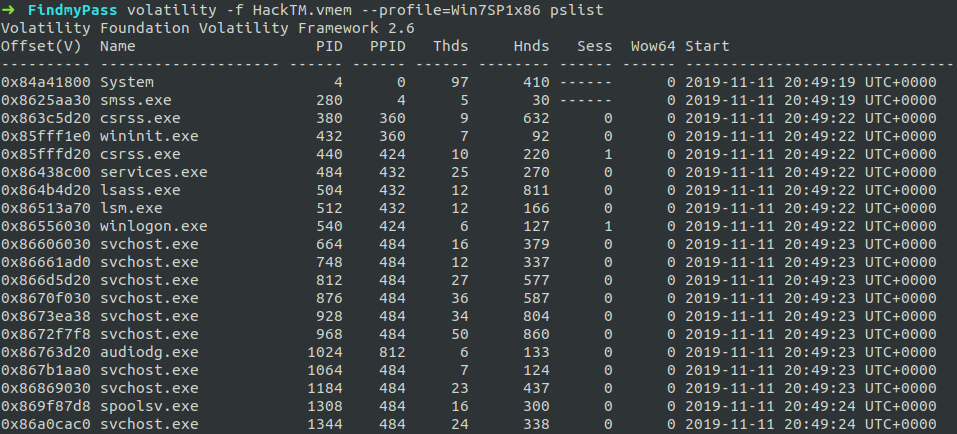 ➜ FindmyPass volatility -f HackTM.vmem --profile=Win7SP1x86 pslist
Volatility Foundation Volatility Framework 2.6
Offset(V)  Name                    PID   PPID   Thds     Hnds   Sess  Wow64 Start
---------- -------------------- ------ ------ ------ -------- ------ ------ ------------------------------
0x84a41800 System                    4      0     97      410 ------      0 2019-11-11 20:49:19 UTC+0000
0x8625aa30 smss.exe                280      4      5       30 ------      0 2019-11-11 20:49:19 UTC+0000
0x863c5d20 csrss.exe               380    360      9      632      0      0 2019-11-11 20:49:22 UTC+0000
0x85fff1e0 wininit.exe             432    360      7       92      0      0 2019-11-11 20:49:22 UTC+0000
0x85fffd20 csrss.exe               440    424     10      220      1      0 2019-11-11 20:49:22 UTC+0000
0x86438c00 services.exe            484    432     25      270      0      0 2019-11-11 20:49:22 UTC+0000
0x864b4d20 lsass.exe               504    432     12      811      0      0 2019-11-11 20:49:22 UTC+0000
0x86513a70 lsm.exe                 512    432     12      166      0      0 2019-11-11 20:49:22 UTC+0000
0x86556030 winlogon.exe            540    424      6      127      1      0 2019-11-11 20:49:22 UTC+0000
0x86606030 svchost.exe             664    484     16      379      0      0 2019-11-11 20:49:23 UTC+0000
0x86661ad0 svchost.exe             748    484     12      337      0      0 2019-11-11 20:49:23 UTC+0000
0x866d5d20 svchost.exe             812    484     27      577      0      0 2019-11-11 20:49:23 UTC+0000
0x8670f030 svchost.exe             876    484     36      587      0      0 2019-11-11 20:49:23 UTC+0000
0x8673ea38 svchost.exe             928    484     34      804      0      0 2019-11-11 20:49:23 UTC+0000
0x8672f7f8 svchost.exe             968    484     50      860      0      0 2019-11-11 20:49:23 UTC+0000
0x86763d20 audiodg.exe            1024    812      6      133      0      0 2019-11-11 20:49:23 UTC+0000
0x867b1aa0 svchost.exe            1064    484      7      124      0      0 2019-11-11 20:49:23 UTC+0000
0x86869030 svchost.exe            1184    484     23      437      0      0 2019-11-11 20:49:23 UTC+0000
0x869f87d8 spoolsv.exe            1308    484     16      300      0      0 2019-11-11 20:49:24 UTC+0000
0x86a0cac0 svchost.exe            1344    484     24      338      0      0 2019-11-11 20:49:24 UTC+0000